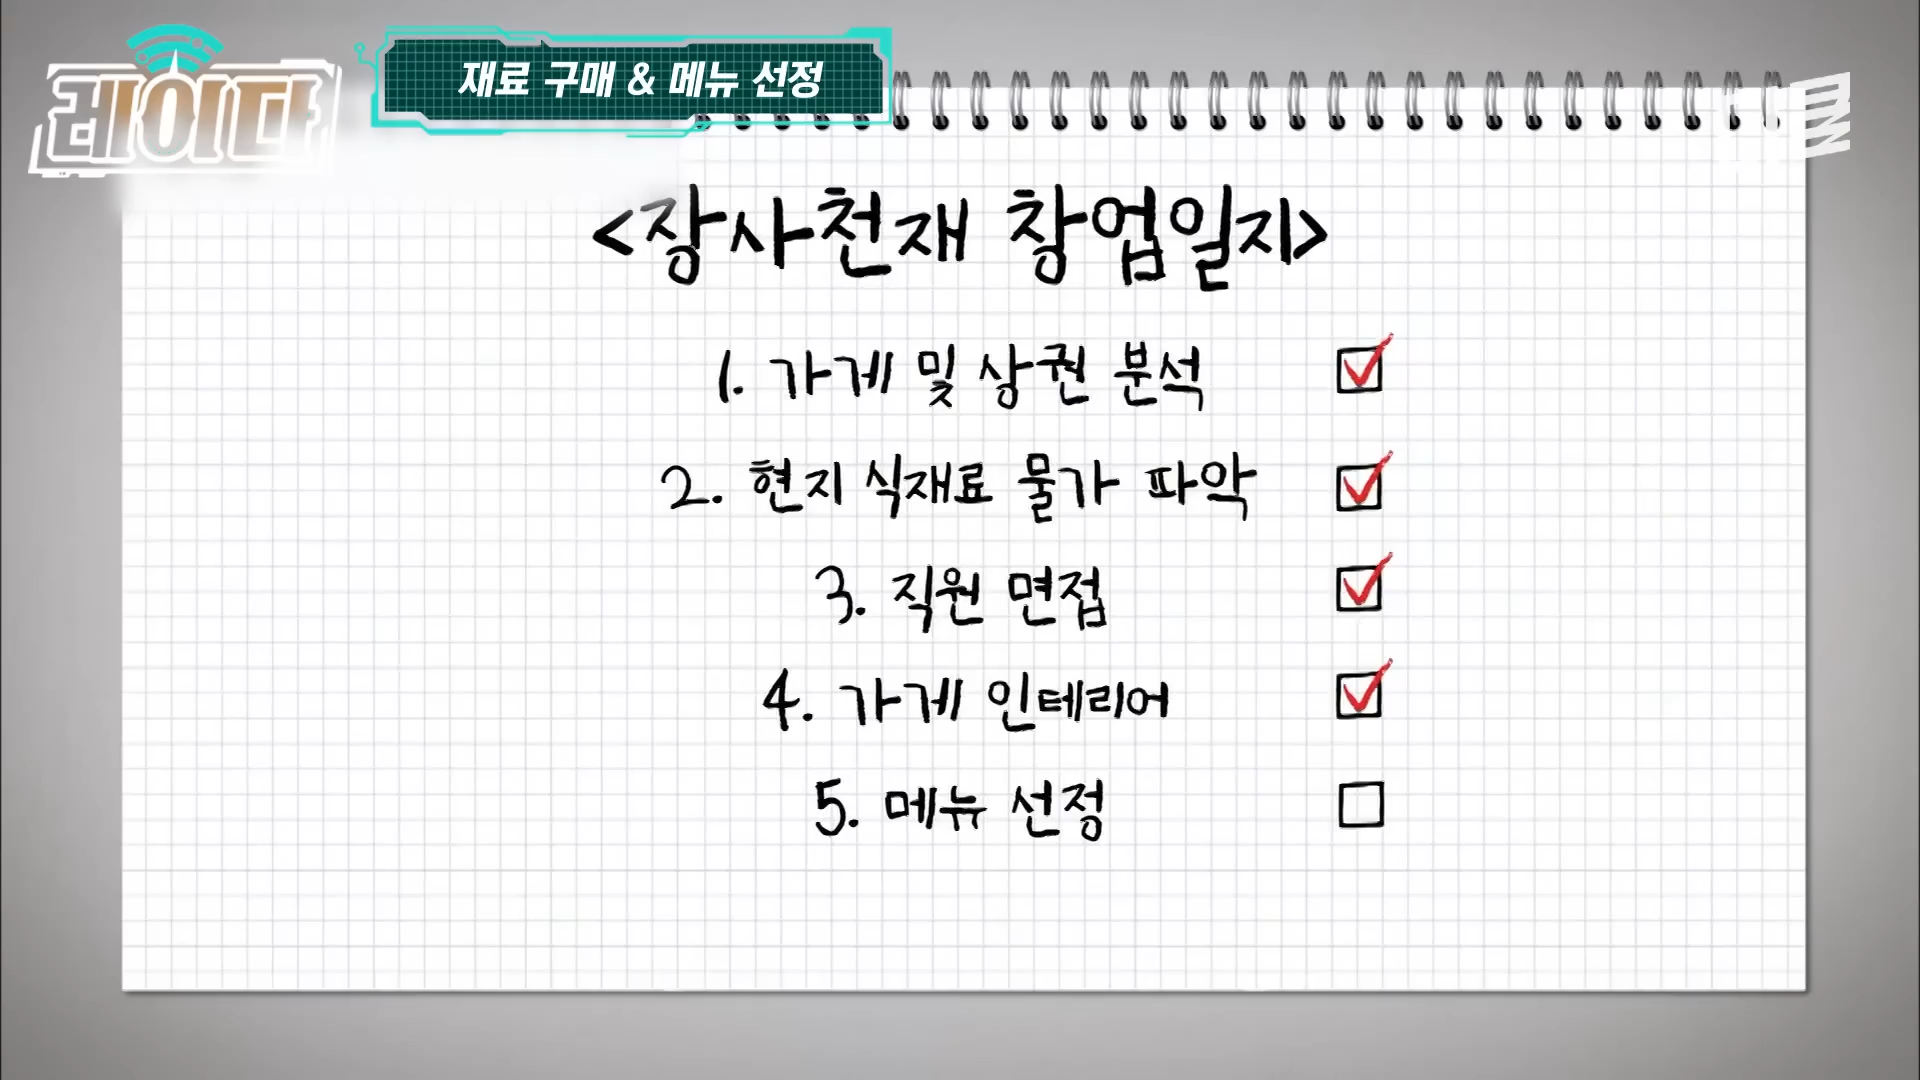 레이다
재료 구매 & 메뉴 선정
<장사천재 창업일지>
1. 가게 및 상권 분석
2. 현지 식재료 물가 파악
3. 직원 면접
4. 가게 인테리어
5. 메뉴 선정